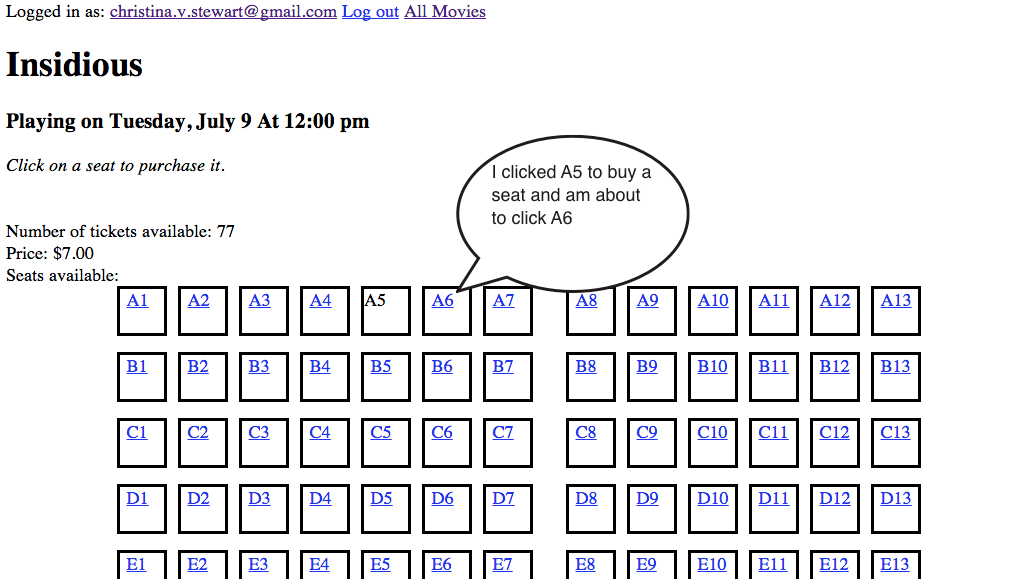 Logged in as: christina.v.stewart@gmail.com Log out All Movies
Insidious
Playing on Tuesday, July 9 At 12:00 pm
Click on a seat to purchase it.
I clicked A5 to buy a
seat and am about
to click A6
Number of tickets available: 77
Price: $7.00
Seats available:
A1 A2 A3 A4 A5 A6 A7 A8 A9 A10 A11 A12 A13
B1 B2 B3 B4 B5 B6 B7 B8 B9 B10 B11 B12 B13
C1 C2 C3 C4 C5 C6 C7 C8 C9 C10 C11 C12 C13
D1 D2 D3 D4 D5 D6 D7 D8 D9 D10 D11 D12 D13
E1 E2 E3 E4 E5 E6 E7 E8 E9 E10 E11 E12 E13